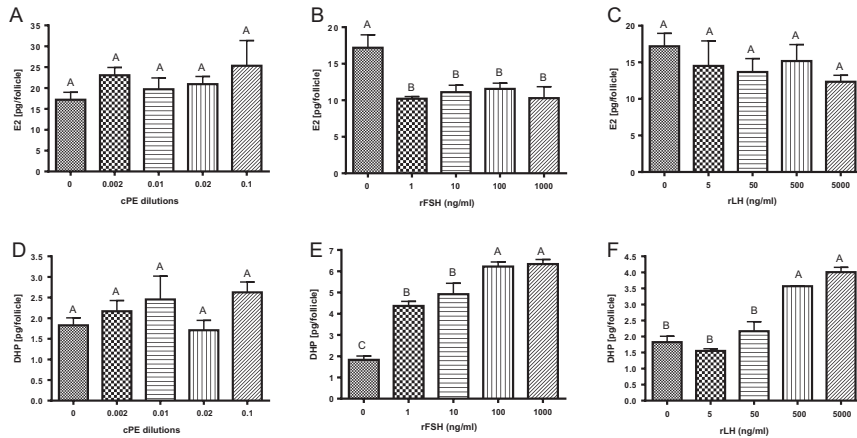 A
E2 [pg/follicle]
35
30
25
20
15
10
5
0
A
A
A
A
A
0
0.002
0.01
0.02
0.1
cPE dilutions
B
E2 [pg/follicle]
20
15
10
5
0
A
B
B
B
B
0
1
10
100
1000
rFSH (ng/ml)
C
E2 [pg/follicle]
20
15
10
5
0
A
A
A
A
A
0
5
50
500
5000
rLH (ng/ml)
D
DHP [pg/follicle]
3.5
3.0
2.5
2.0
1.5
1.0
0.5
0.0
A
A
A
A
A
0
0.002
0.01
0.02
0.1
cPE dilutions
E
DHP [pg/follicle]
7
6
5
4
3
2
1
0
C
B
B
A
A
0
1
10
100
1000
rFSH (ng/ml)
F
DHP [pg/follicle]
4.5
4.0
3.5
3.0
2.5
2.0
1.5
1.0
0.5
0.0
B
B
B
A
A
0
5
50
500
5000
rLH (ng/ml)